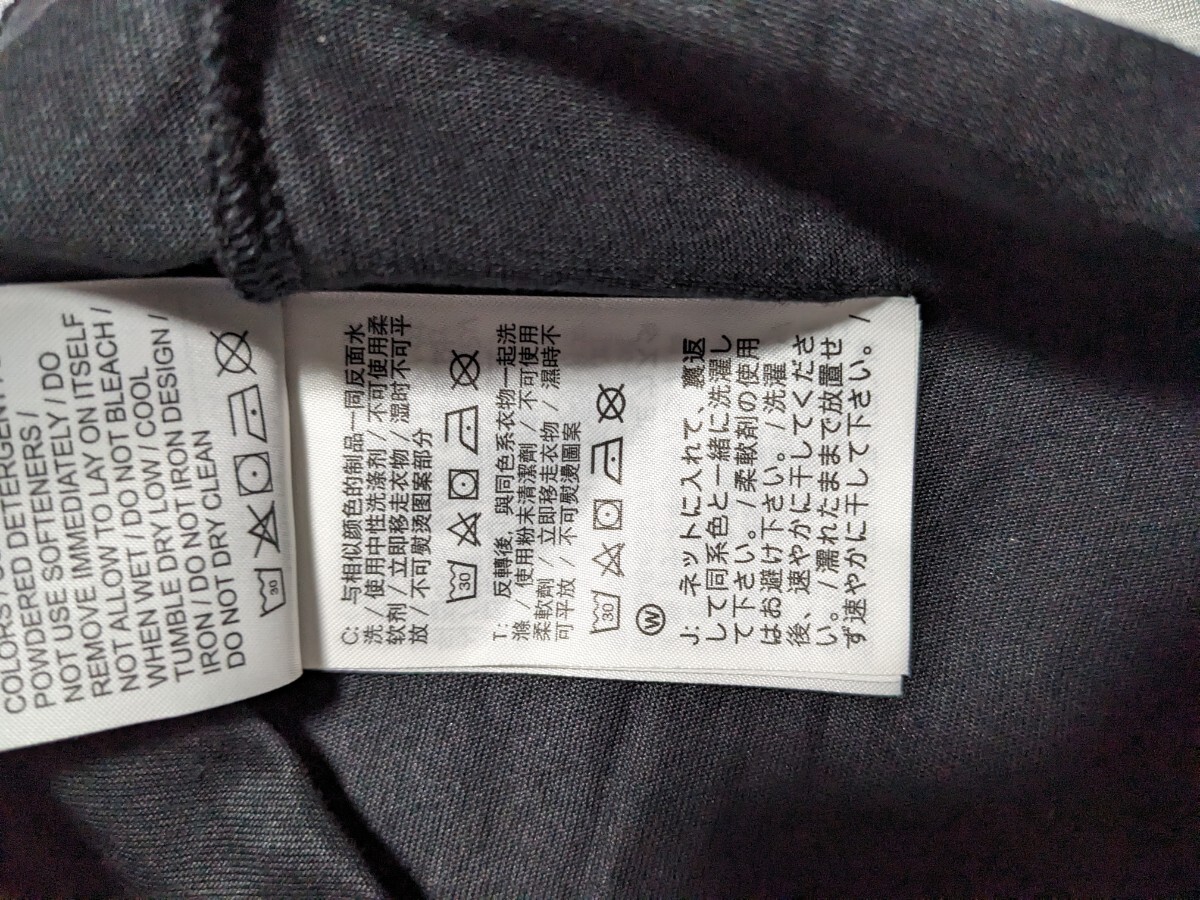 COLORS
POWDERED DETERGENT
NOT USE SOFTENERS /
REMOVE IMMEDIATELY / DO
NOT ALLOW TO LAY ON ITSELF
WHEN WET / DO NOT BLEACH /
TUMBLE DRY LOW / COOL
IRON / DO NOT IRON DESIGN /
DO NOT DRY CLEAN
30
C: 与相似颜色的制品一同反面水
洗 / 使用中性洗涤剂 / 不可使用柔
软剂 / 立即移走衣物 / 湿时不可平
放 / 不可熨烫图案部分
30
T: 反轉後, 與同色系衣物一起洗
滌 / 使用粉末清潔劑 / 不可使用
柔軟劑 / 立即移走衣物 / 濕時不
可平放 / 不可熨燙圖案
30
W
J: ネットに入れて、裏返
して同系色と一緒に洗濯し
て下さい。/ 柔軟剤の使用
はお避け下さい。/ 洗濯
後、速やかに干してくださ
い。/ 濡れたままで放置せ
ず速やかに干して下さい。/